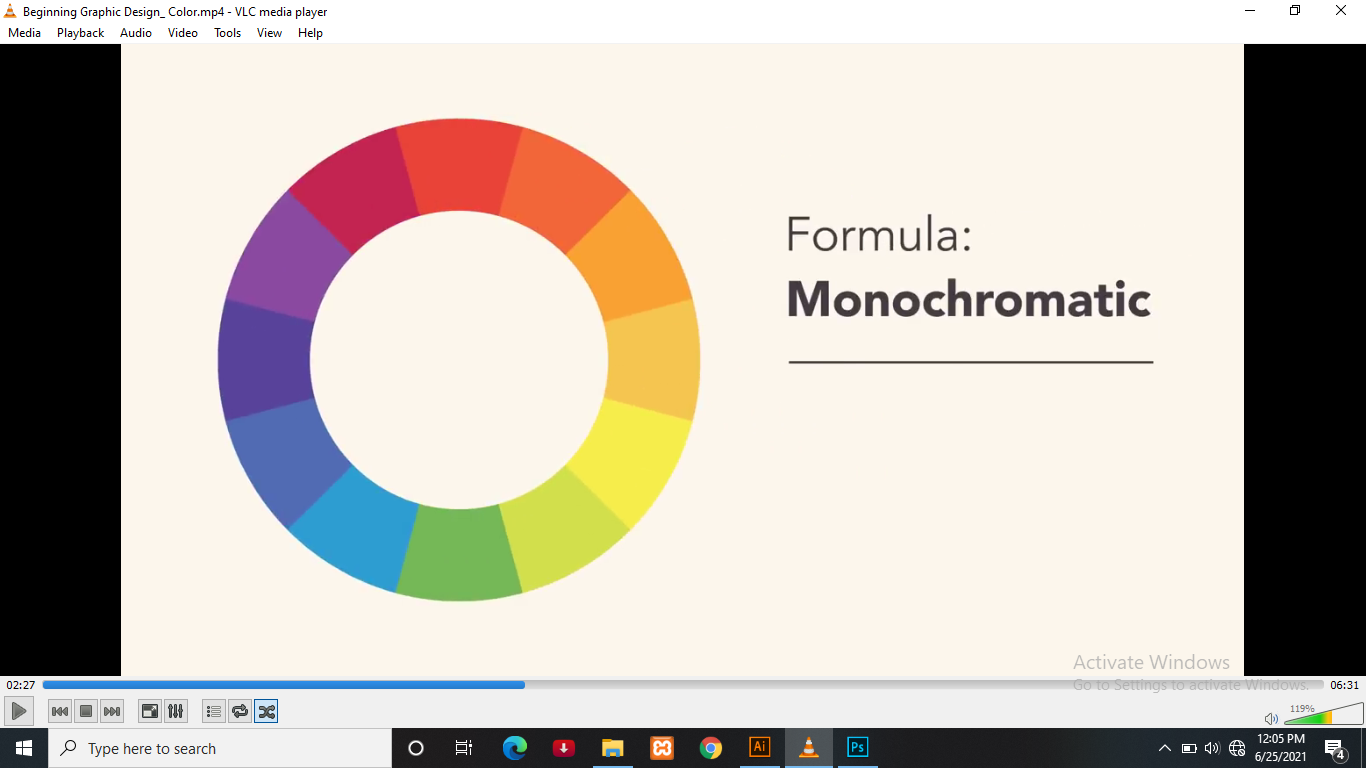 Beginning Graphic Design_ Color.mp4 - VLC media player
Media Playback Audio Video Tools View Help
Formula:
Monochromatic
Activate Windows
Go to Settings to activate Windows.
02:27
06:31
119%
Type here to search
Ai
Ps
12:05 PM
6/25/2021
4